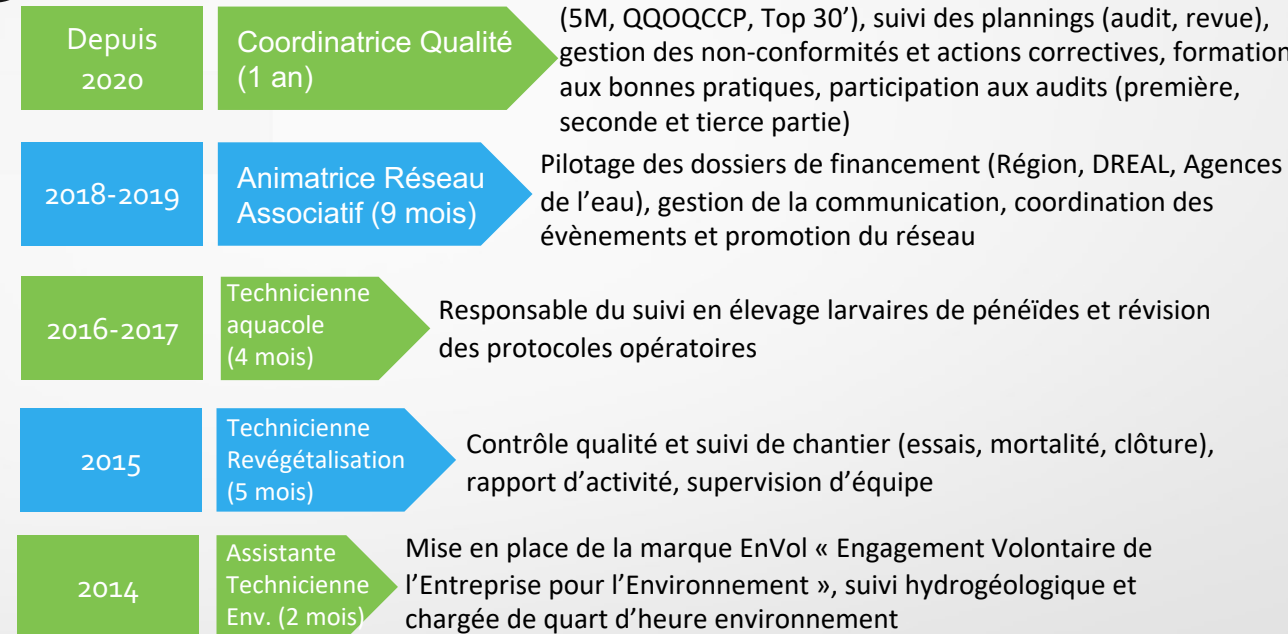 Depuis
2020
Coordinatrice Qualité
(1 an)
(5M, QQOQCCP, Top 30’), suivi des plannings (audit, revue),
gestion des non-conformités et actions correctives, formation
aux bonnes pratiques, participation aux audits (première,
seconde et tierce partie)
2018-2019
Animatrice Réseau
Associatif (9 mois)
Pilotage des dossiers de financement (Région, DREAL, Agences
de l’eau), gestion de la communication, coordination des
évènements et promotion du réseau
2016-2017
Technicienne
aquacole
(4 mois)
Responsable du suivi en élevage larvaires de pénéïdes et révision
des protocoles opératoires
2015
Technicienne
Revégétalisation
(5 mois)
Contrôle qualité et suivi de chantier (essais, mortalité, clôture),
rapport d’activité, supervision d’équipe
2014
Assistante
Technicienne
Env. (2 mois)
Mise en place de la marque EnVol « Engagement Volontaire de
l’Entreprise pour l’Environnement », suivi hydrogéologique et
chargée de quart d’heure environnement